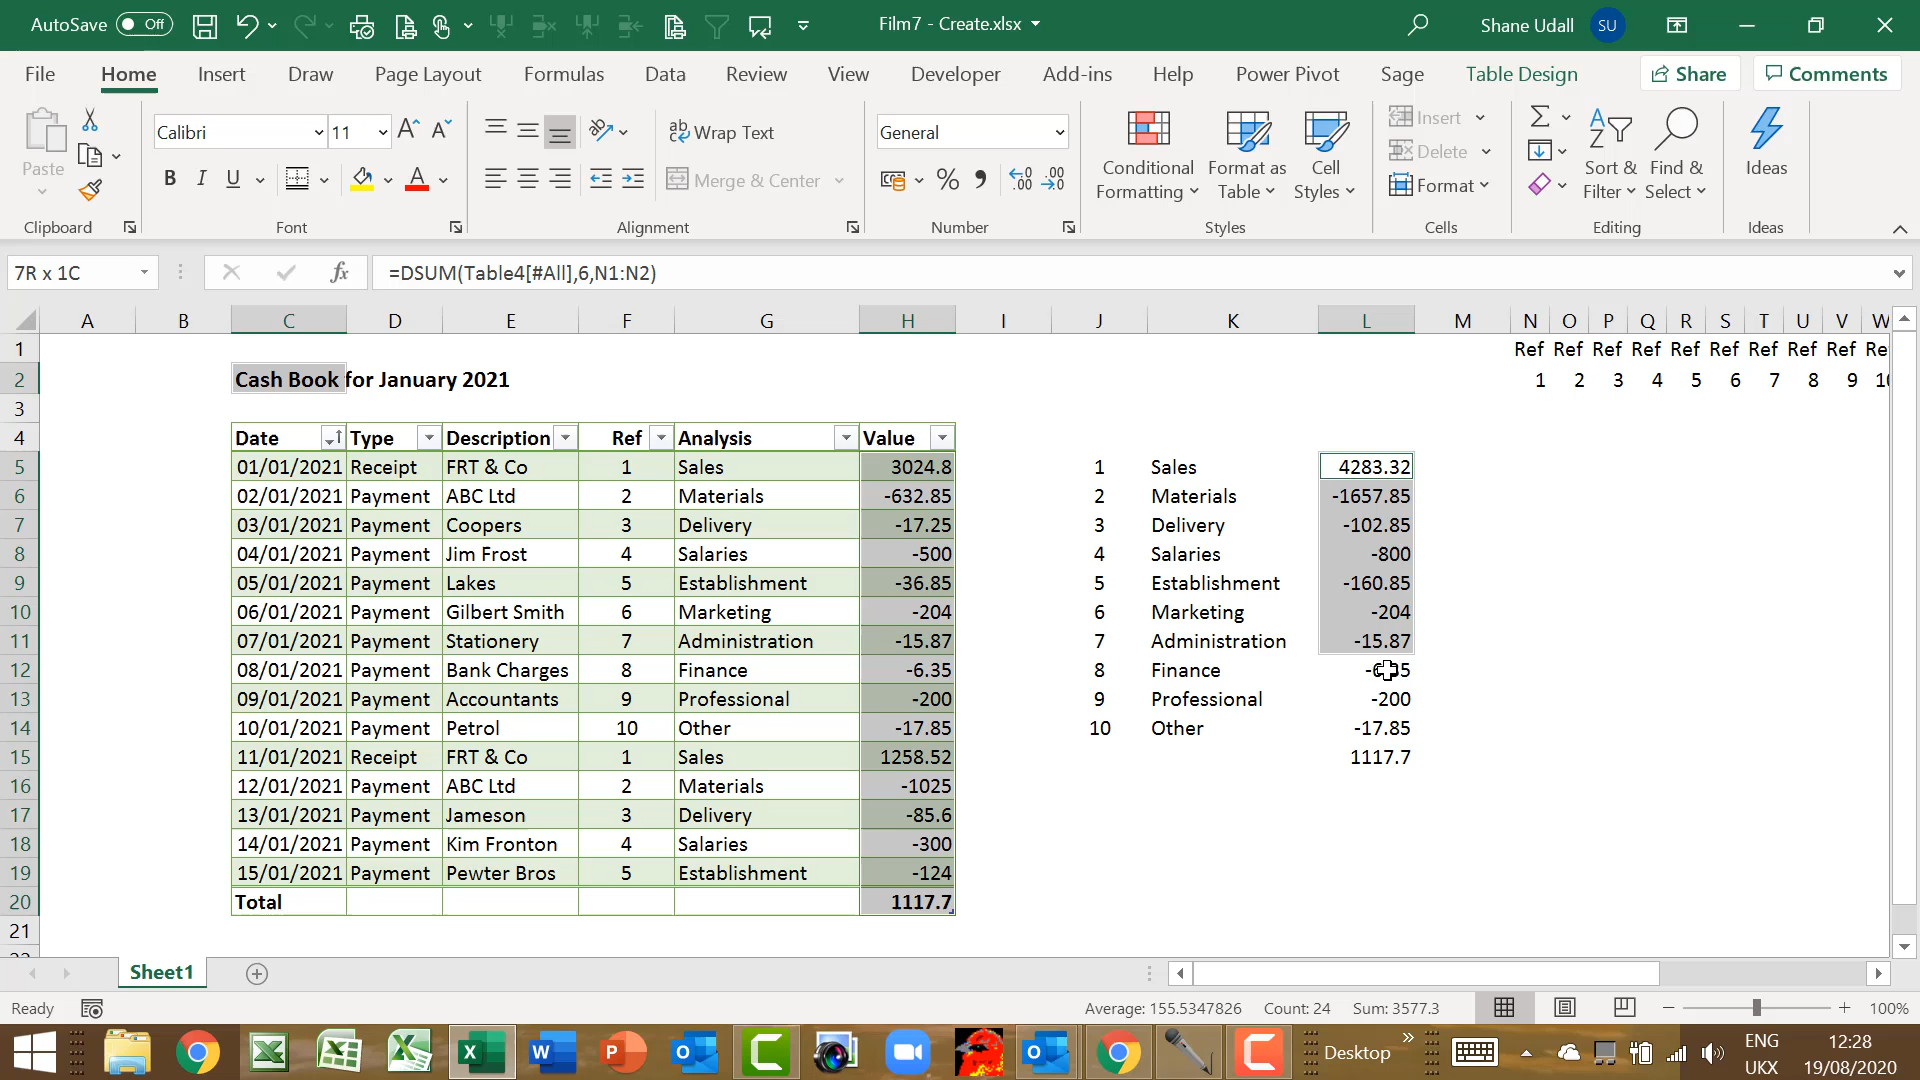 AutoSave Off Film7 - Create.xlsx Shane Udall SU
File Home Insert Draw Page Layout Formulas Data Review View Developer Add-ins Help Power Pivot Sage Table Design Share Comments
Paste Calibri 11 Wrap Text General Insert
B I U Merge & Center Conditional Formatting Format as Table Cell Styles Delete Sort & Filter Find & Select Ideas
Format
Clipboard Font Alignment Number Styles Cells Editing Ideas
7R x 1C fx =DSUM(Table4[#All],6,N1:N2)
A B C D E F G H I J K L M N O P Q R S T U V W
1 Ref Ref Ref Ref Ref Ref Ref Ref Ref Re
2 Cash Book for January 2021 1 2 3 4 5 6 7 8 9 10
3
4 Date Type Description Ref Analysis Value
5 01/01/2021 Receipt FRT & Co 1 Sales 3024.8 1 Sales 4283.32
6 02/01/2021 Payment ABC Ltd 2 Materials -632.85 2 Materials -1657.85
7 03/01/2021 Payment Coopers 3 Delivery -17.25 3 Delivery -102.85
8 04/01/2021 Payment Jim Frost 4 Salaries -500 4 Salaries -800
9 05/01/2021 Payment Lakes 5 Establishment -36.85 5 Establishment -160.85
10 06/01/2021 Payment Gilbert Smith 6 Marketing -204 6 Marketing -204
11 07/01/2021 Payment Stationery 7 Administration -15.87 7 Administration -15.87
12 08/01/2021 Payment Bank Charges 8 Finance -6.35 8 Finance
13 09/01/2021 Payment Accountants 9 Professional -200 9 Professional -200
14 10/01/2021 Payment Petrol 10 Other -17.85 10 Other -17.85
15 11/01/2021 Receipt FRT & Co 1 Sales 1258.52 1117.7
16 12/01/2021 Payment ABC Ltd 2 Materials -1025
17 13/01/2021 Payment Jameson 3 Delivery -85.6
18 14/01/2021 Payment Kim Fronton 4 Salaries -300
19 15/01/2021 Payment Pewter Bros 5 Establishment -124
20 Total 1117.7
21
Sheet1
Ready Average: 155.5347826 Count: 24 Sum: 3577.3 100%
Desktop ENG 12:28
UKX 19/08/2020